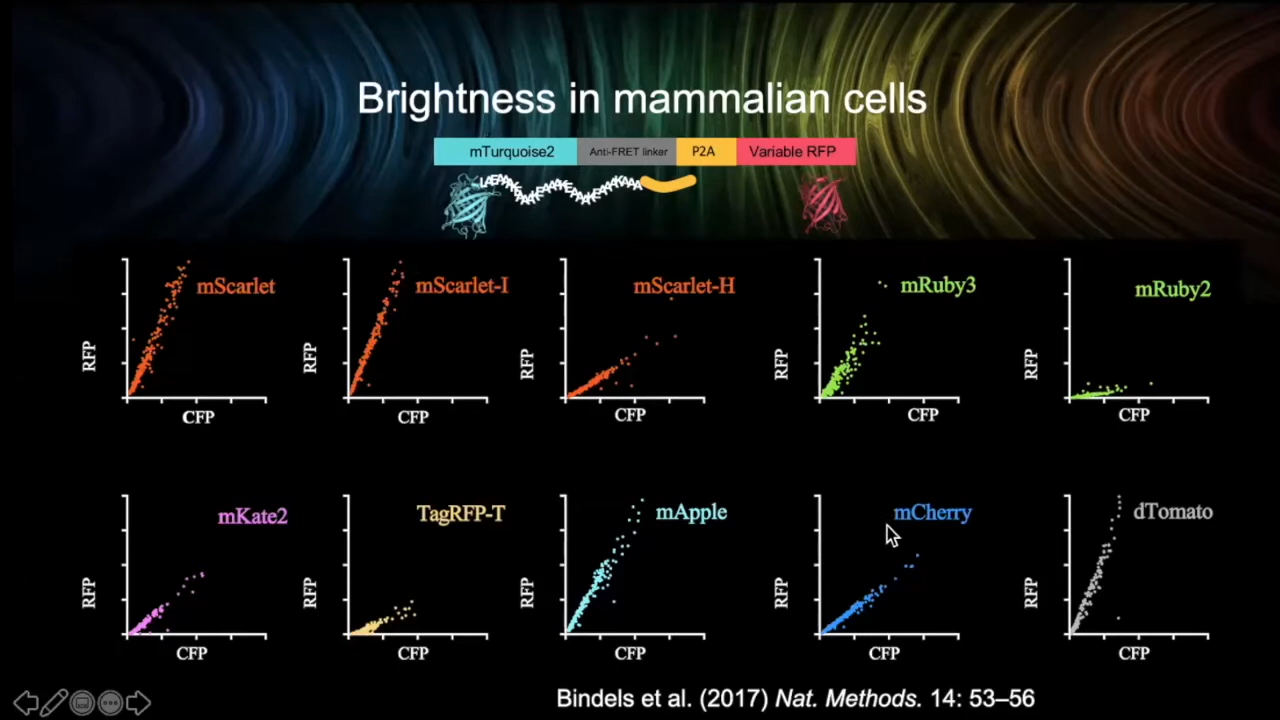 Brightness in mammalian cells
mTurquoise2 Anti-FRET linker P2A Variable RFP
mScarlet
RFP
CFP
mScarlet-I
RFP
CFP
mScarlet-H
RFP
CFP
mRuby3
RFP
CFP
mRuby2
RFP
CFP
mKate2
RFP
CFP
TagRFP-T
RFP
CFP
mApple
RFP
CFP
mCherry
RFP
CFP
dTomato
RFP
CFP
Bindels et al. (2017) Nat. Methods. 14: 53–56